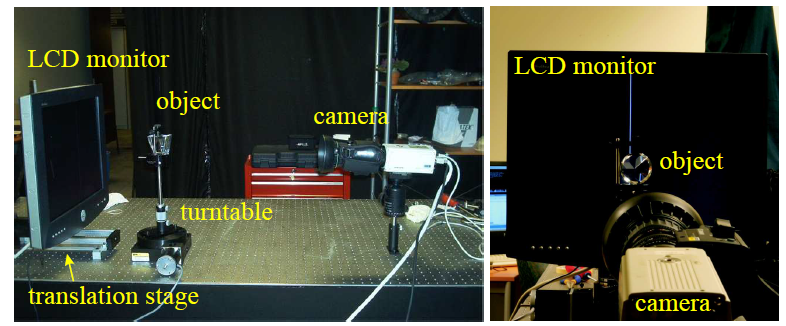 LCD monitor
object
camera
turntable
translation stage
LCD monitor
object
camera